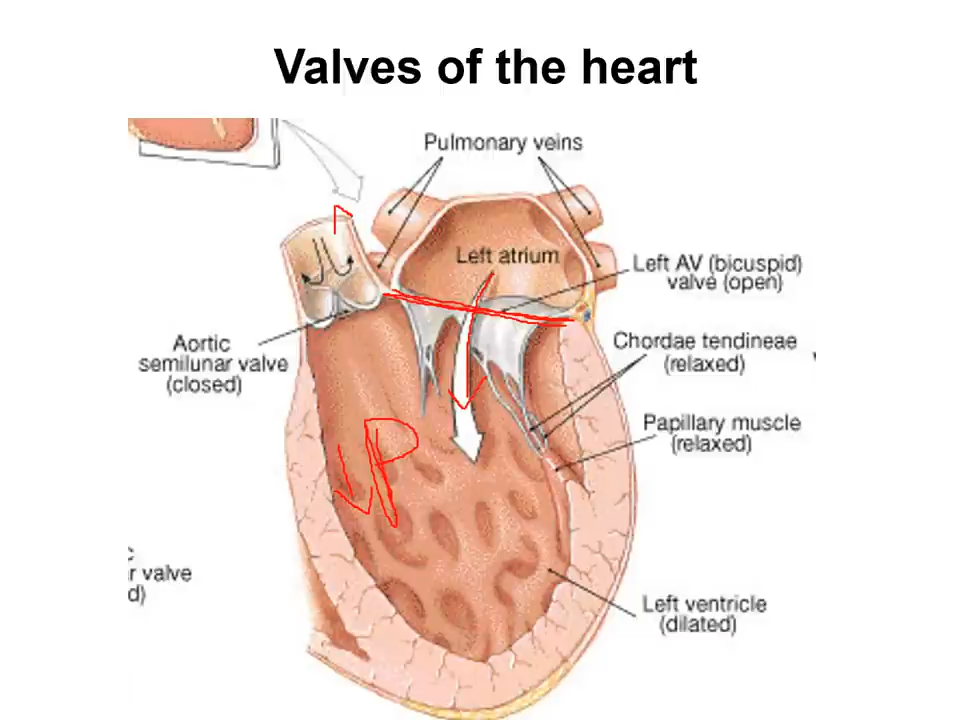 Valves of the heart
Pulmonary veins
Left atrium
Left AV (bicuspid)
valve (open)
Aortic
semilunar valve
(closed)
Chordae tendineae
(relaxed)
Papillary muscle
(relaxed)
P
r valve
d)
Left ventricle
(dilated)